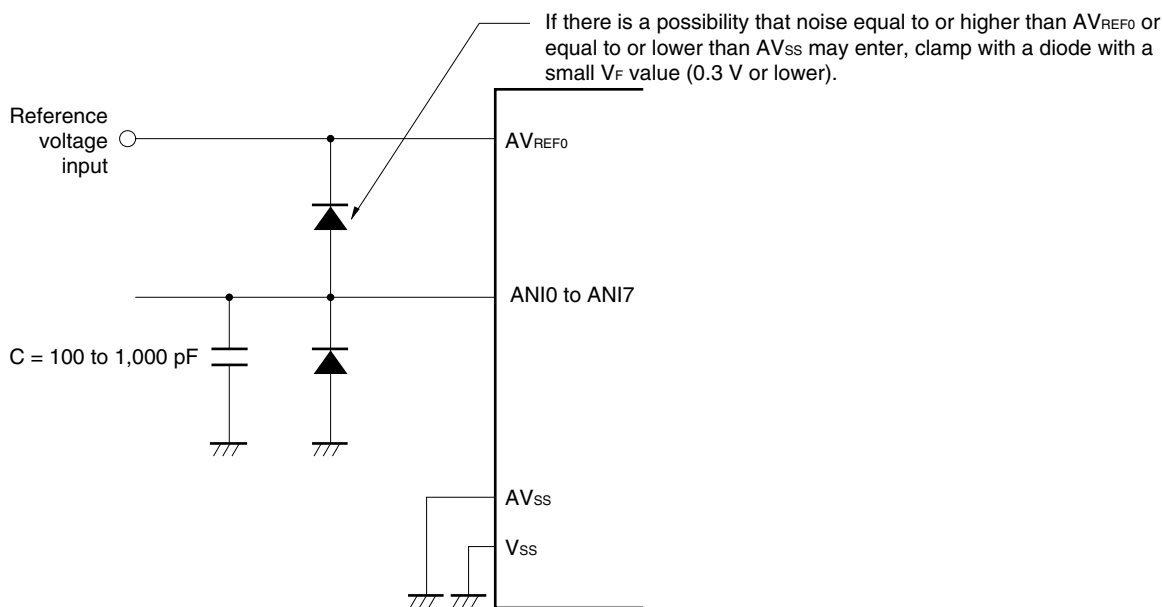 If there is a possibility that noise equal to or higher than AVREF0 or
equal to or lower than AVSS may enter, clamp with a diode with a
small VF value (0.3 V or lower).
Reference
voltage
input
AVREF0
ANI0 to ANI7
C = 100 to 1,000 pF
AVSS
VSS